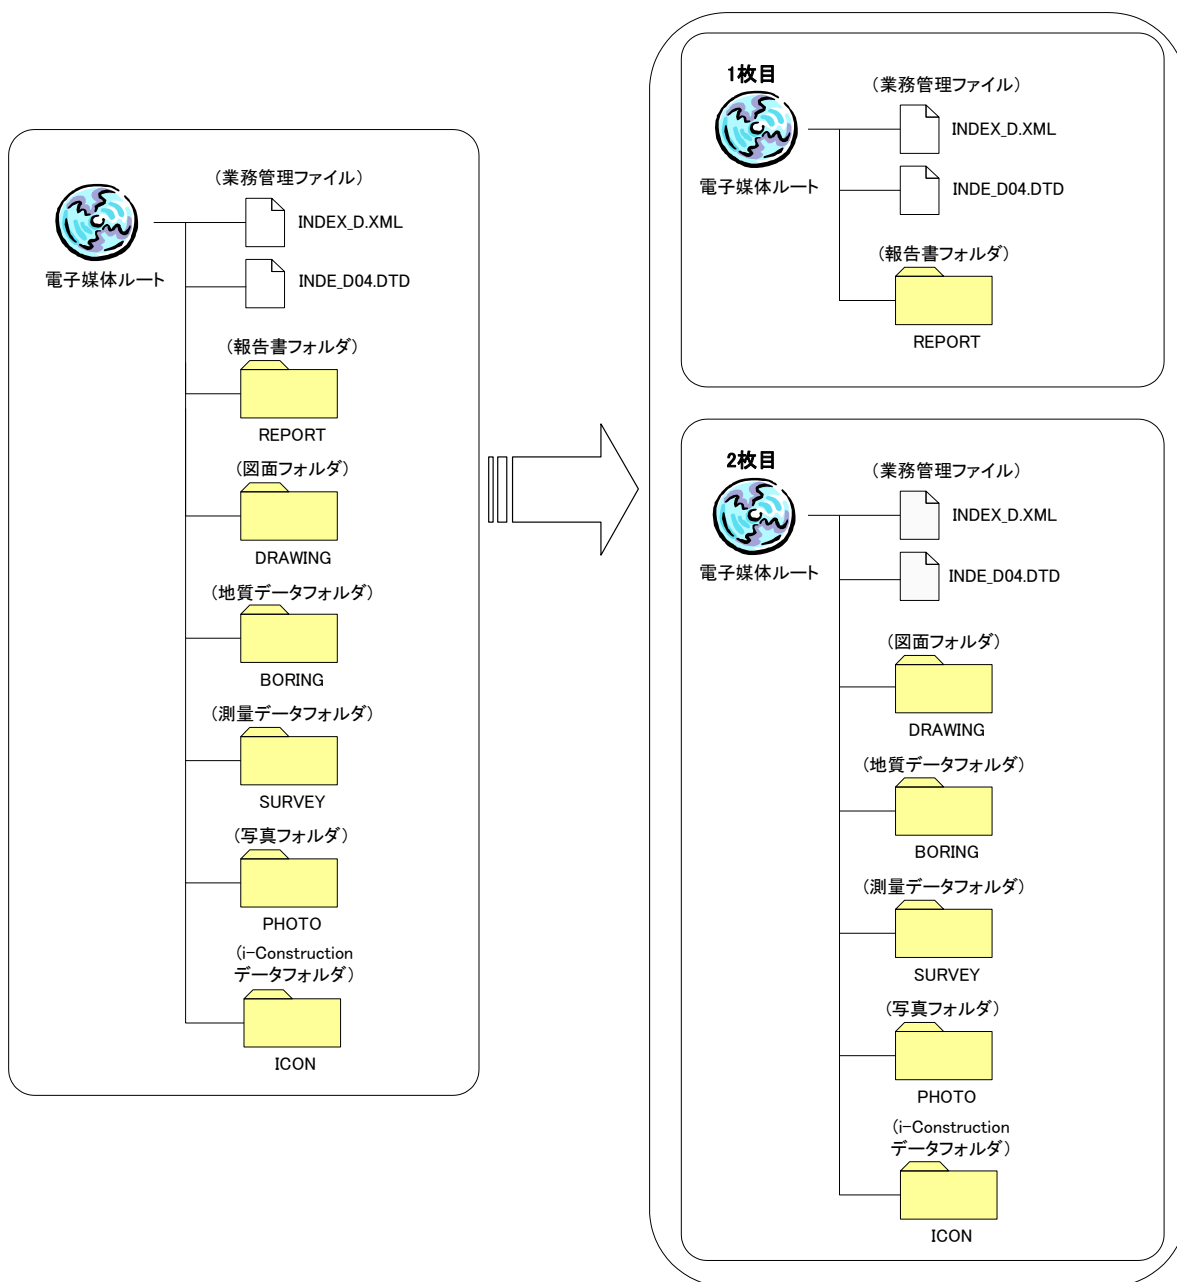 (業務管理ファイル)
INDEX_D.XML
電子媒体ルート
INDE_D04.DTD
(報告書フォルダ)
REPORT
(図面フォルダ)
DRAWING
(地質データフォルダ)
BORING
(測量データフォルダ)
SURVEY
(写真フォルダ)
PHOTO
(i-Construction
データフォルダ)
ICON
1枚目
(業務管理ファイル)
INDEX_D.XML
電子媒体ルート
INDE_D04.DTD
(報告書フォルダ)
REPORT
2枚目
(業務管理ファイル)
INDEX_D.XML
電子媒体ルート
INDE_D04.DTD
(図面フォルダ)
DRAWING
(地質データフォルダ)
BORING
(測量データフォルダ)
SURVEY
(写真フォルダ)
PHOTO
(i-Construction
データフォルダ)
ICON